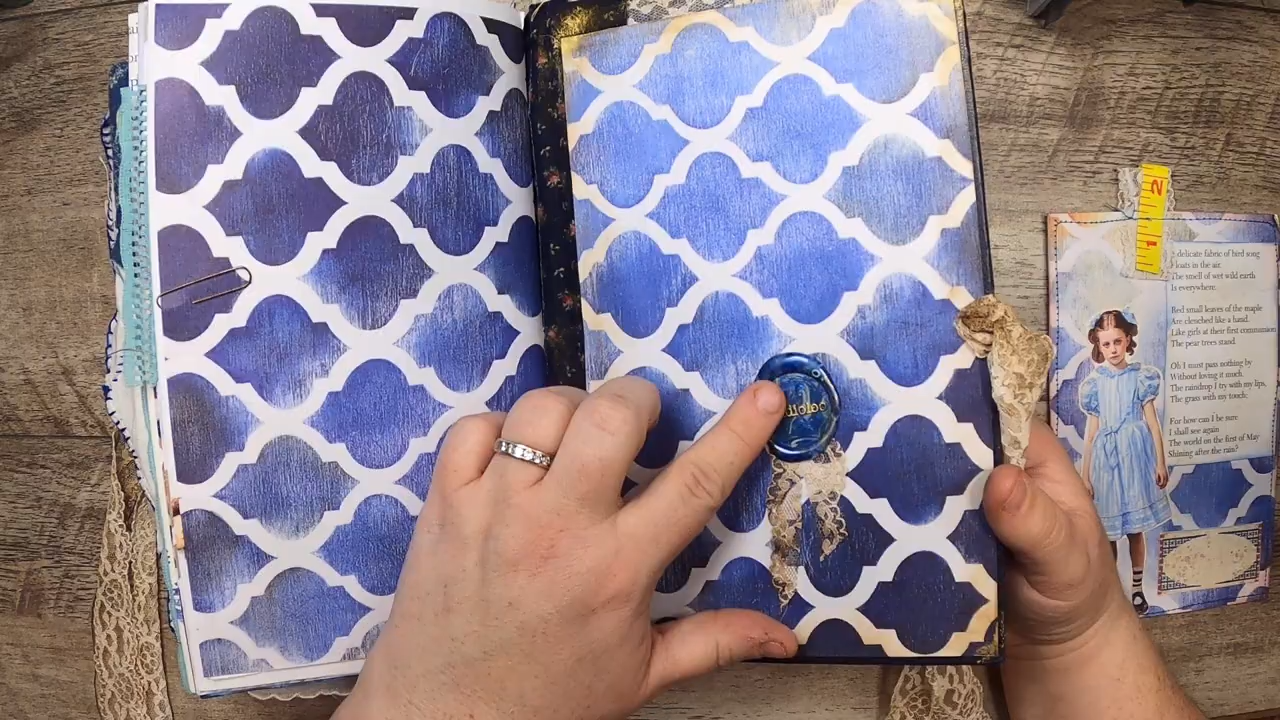 2
1
delicate fabric of bird song
Floats in the air.
The smell of wet wild earth
Is everywhere.
Red small leaves of the maple
Are clenched like a hand.
Like girls at their first communion
The pear trees stand.
Oh I must pass nothing by
Without loving it much,
The raindrop I try with my lips,
The grass with my touch;
For how can I be sure
I shall see again
The world on the first of May
Shining after the rain?